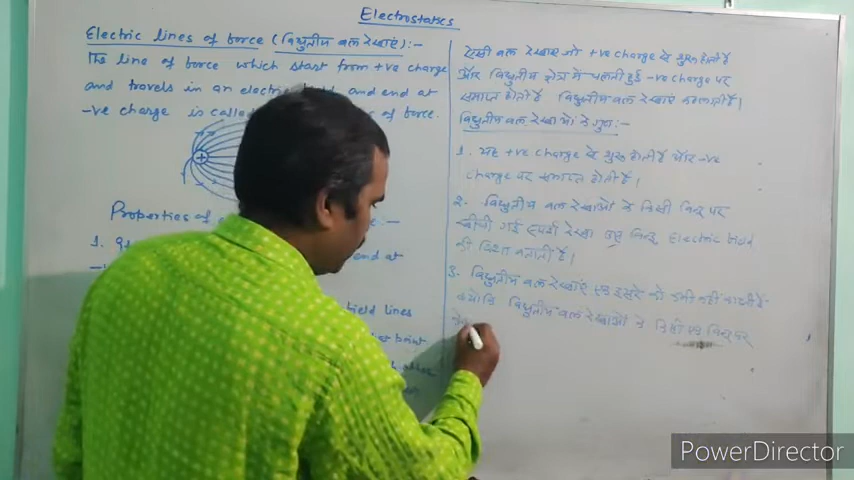 Electrostatics
Electric lines of force (विद्युतीय बल रेखाएं) :-
The line of force which start from +ve charge
and travels in an electric field and end at
-ve charge is called of force.
+
Properties of
1.
end at
field lines
point
ऐसी बल रेखाएं जो +ve charge से शुरू होती है
और विद्युतीय क्षेत्र में चलती हुई -ve charge पर
समाप्त होती है विद्युतीय बल रेखाएं कहलाती है।
विद्युतीय बल रेखाओं के गुण :-
1. यह +ve charge से शुरू होती है और -ve
charge पर समाप्त होती है।
2. विद्युतीय बल रेखाओं के किसी बिन्दु पर
खींची गई स्पर्श रेखा उस बिन्दु Electric field
की दिशा बताती है।
3. विद्युतीय बल रेखाएं एक दूसरे को कभी नहीं काटती है
क्योकि विद्युतीय बल रेखाओं के किसी एक बिन्दु पर
PowerDirector